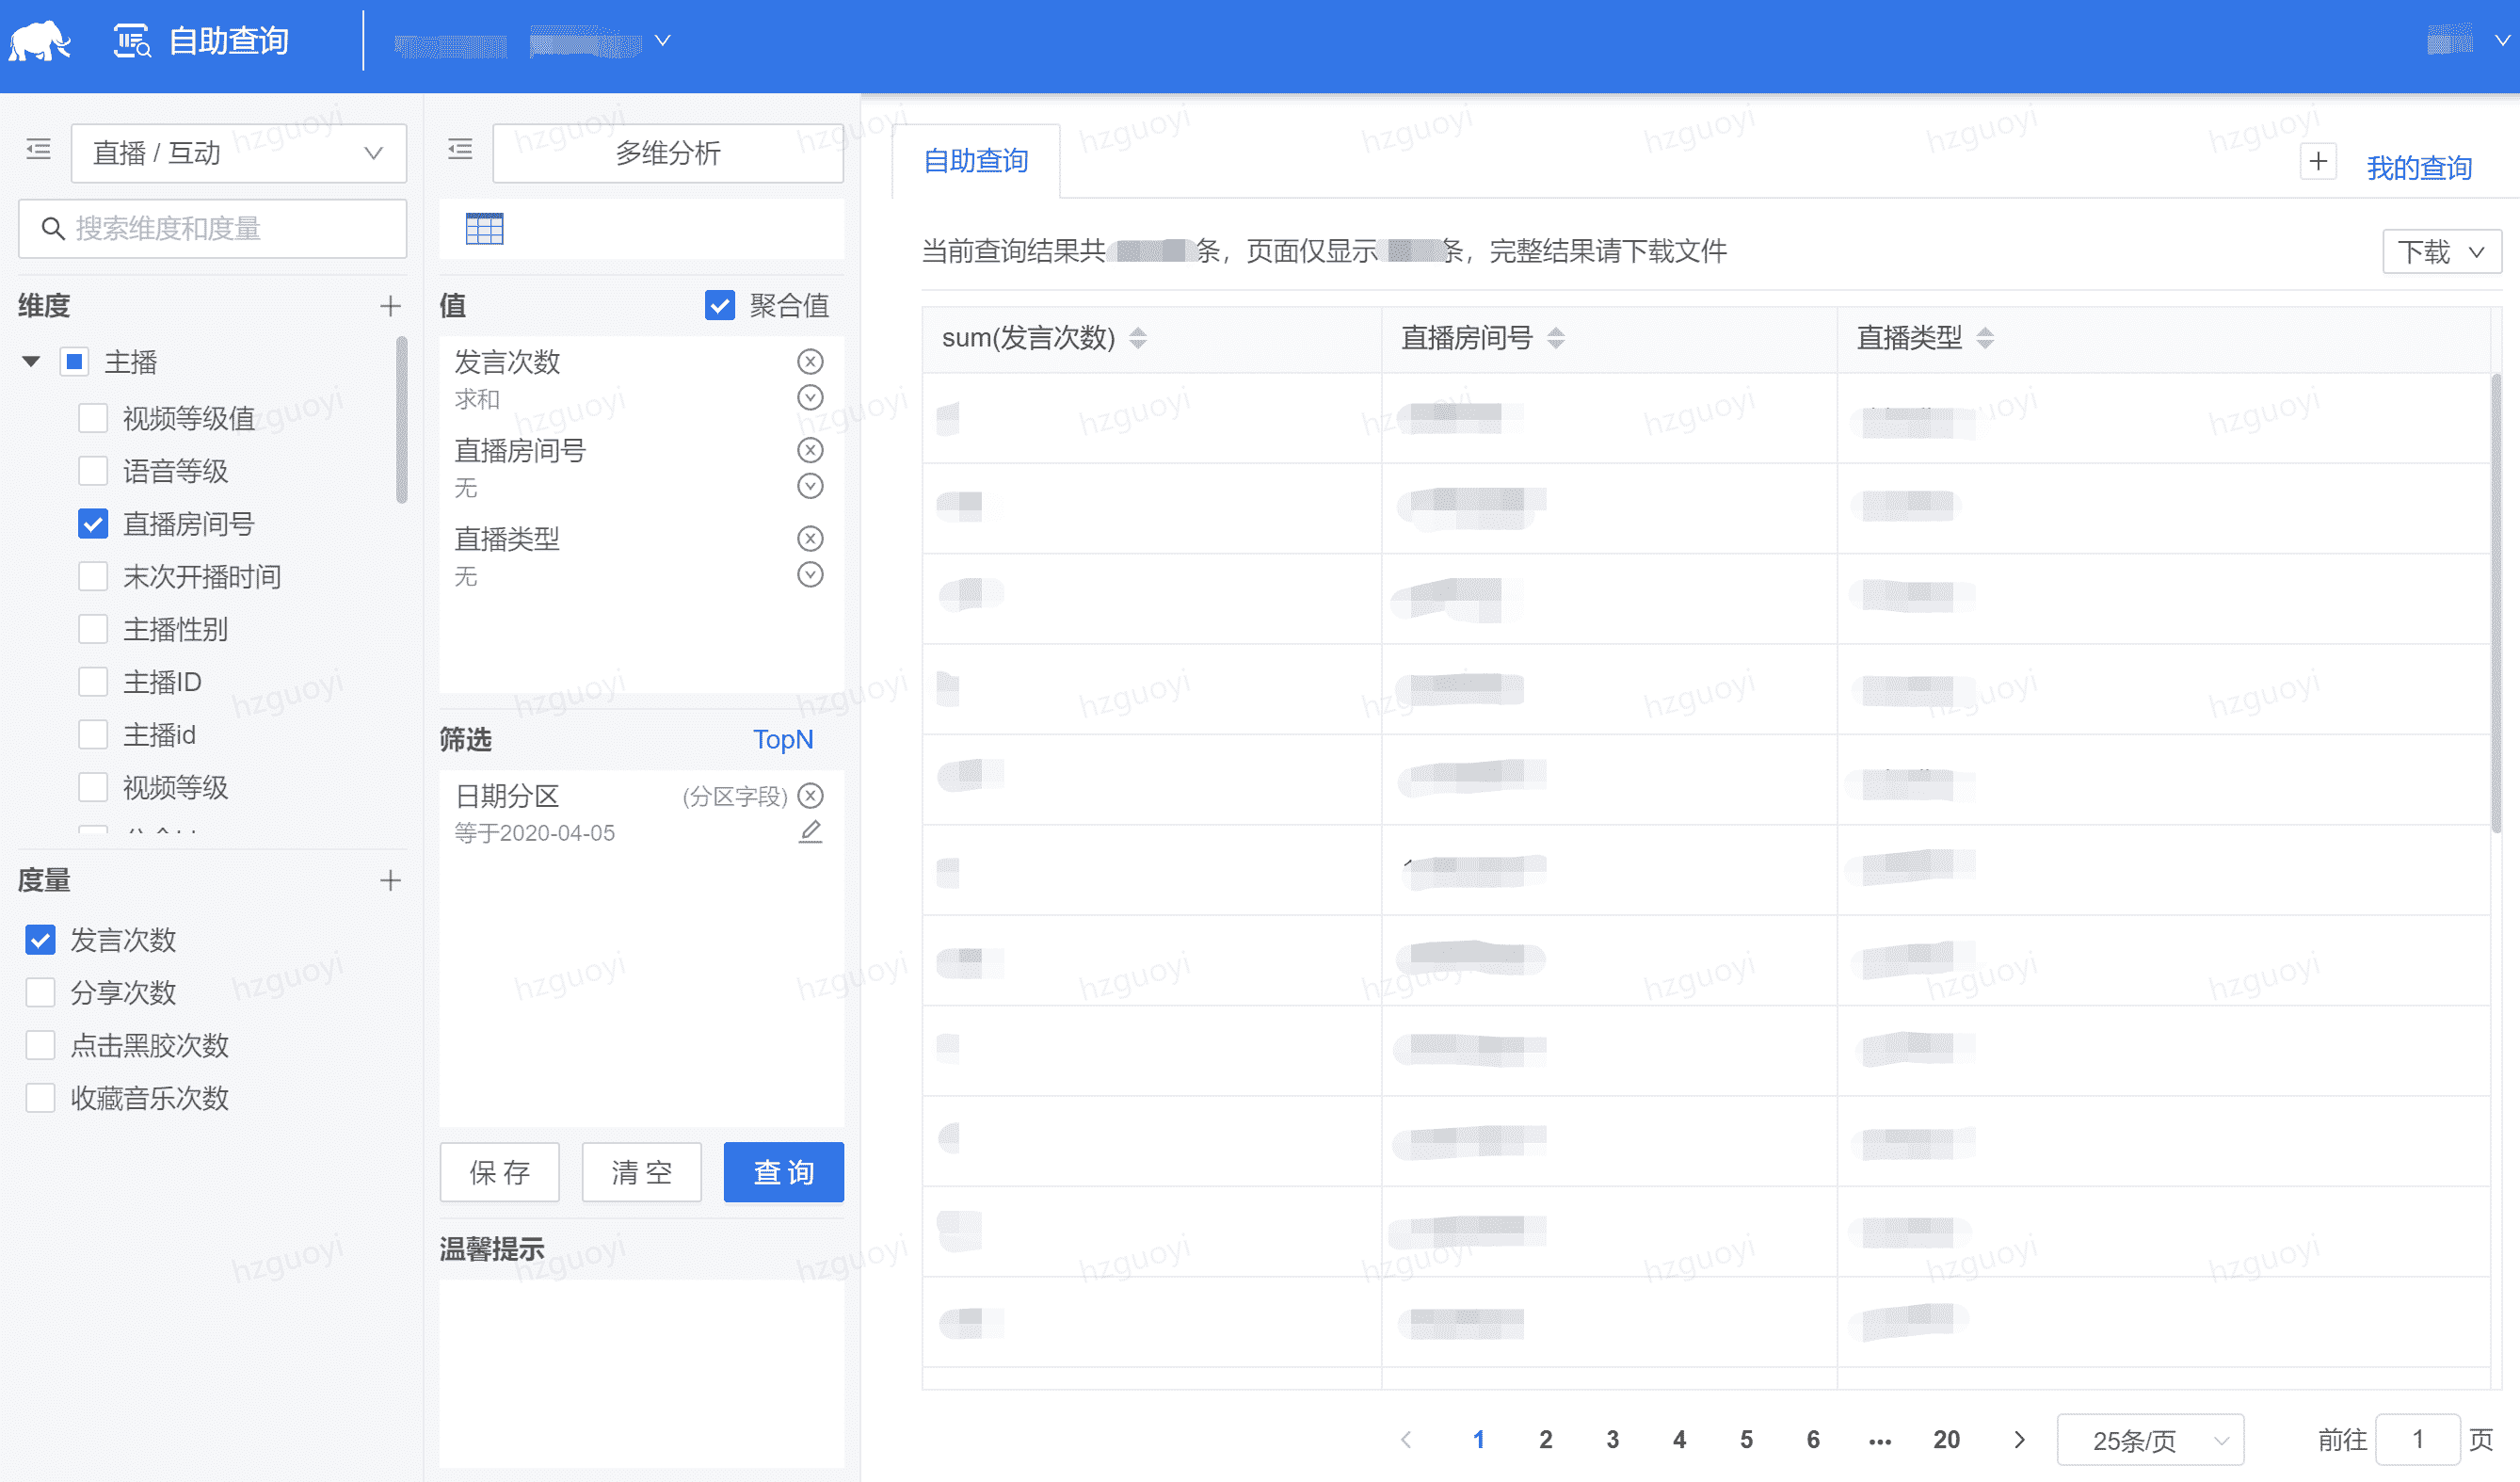 自助查询
直播 / 互动
搜索维度和度量
维度
主播
视频等级值
语音等级
直播房间号
末次开播时间
主播性别
主播ID
主播id
视频等级
度量
发言次数
分享次数
点击黑胶次数
收藏音乐次数
多维分析
值 聚合值
发言次数
求和
直播房间号
无
直播类型
无
筛选 TopN
日期分区 (分区字段)
等于2020-04-05
保存 清空 查询
温馨提示
自助查询 我的查询
当前查询结果共 条，页面仅显示 条，完整结果请下载文件 下载
sum(发言次数) 直播房间号 直播类型
1 2 3 4 5 6 ••• 20 25条/页 前往 1 页
hzguoyi